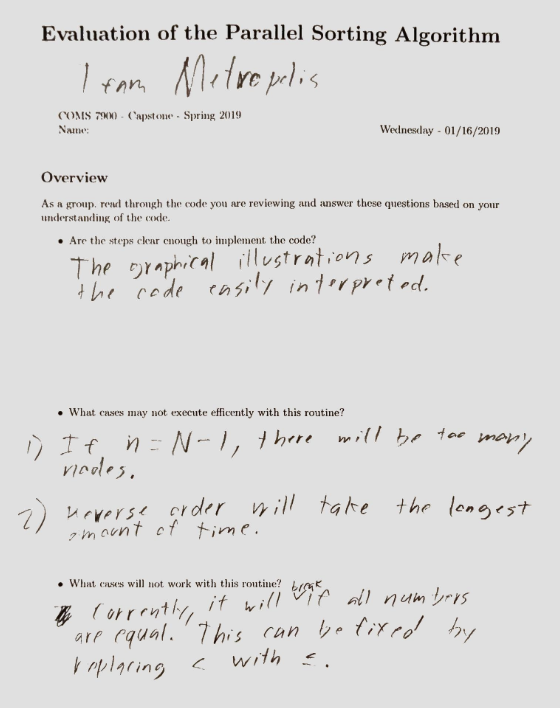 Evaluation of the Parallel Sorting Algorithm
Metropolis
COMS 7900 - Capstone - Spring 2019
Name: Wednesday - 01/16/2019
Overview
As a group, read through the code you are reviewing and answer these questions based on your
understanding of the code.
• Are the steps clear enough to implement the code?
The graphical illustrations make
the code easily interpreted.
• What cases may not execute efficently with this routine?
1) If n = N-1, there will be too many
nodes.
2) Reverse order will take the longest
amount of time.
• What cases will not work with this routine?
Currently, it will break if all numbers
are equal. This can be fixed by
replacing < with ≤.